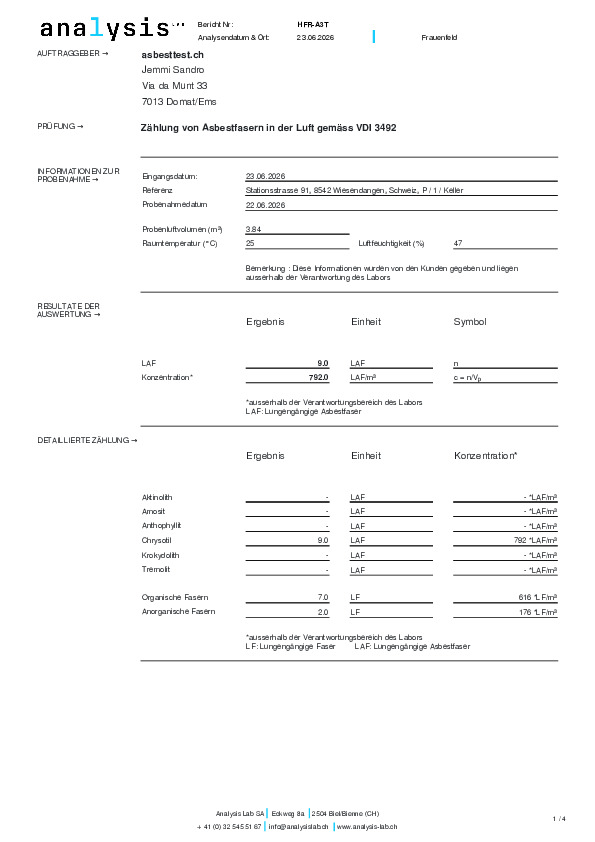 analysis
Bericht Nr: HFR-A3T
Analysendatum & Ort: 23.06.2026 Frauenfeld
AUFTRAGGEBER → asbesttest.ch
Jemmi Sandro
Via da Munt 33
7013 Domat/Ems
PRÜFUNG → Zählung von Asbestfasern in der Luft gemäss VDI 3492
INFORMATIONEN ZUR
PROBENAHME →
Eingangsdatum: 23.06.2026
Referenz Stationsstrasse 91, 8542 Wiesendangen, Schweiz, P / 1 / Keller
Probenahmedatum 22.06.2026
Probenluftvolumen (m³) 3.84
Raumtemperatur (°C) 25 Luftfeuchtigkeit (%) 47
Bemerkung : Diese Informationen wurden von den Kunden gegeben und liegen
ausserhalb der Verantwortung des Labors
RESULTATE DER
AUSWERTUNG →
Ergebnis Einheit Symbol
LAF 9.0 LAF n
Konzentration* 792.0 LAF/m³ c = n/Vp
*ausserhalb der Verantwortungsbereich des Labors
LAF: Lungengängige Asbestfaser
DETAILLIERTE ZÄHLUNG →
Ergebnis Einheit Konzentration*
Aktinolith - LAF - *LAF/m³
Amosit - LAF - *LAF/m³
Anthophyllit - LAF - *LAF/m³
Chrysotil 9.0 LAF 792 *LAF/m³
Krokydolith - LAF - *LAF/m³
Tremolit - LAF - *LAF/m³
Organische Fasern 7.0 LF 616 *LF/m³
Anorganische Fasern 2.0 LF 176 *LF/m³
*ausserhalb der Verantwortungsbereich des Labors
LF: Lungengängige Faser LAF: Lungengängige Asbestfaser
Analysis Lab SA | Eckweg 8a | 2504 Biel/Bienne (CH)
+ 41 (0) 32 545 51 67 | info@analysislab.ch | www.analysis-lab.ch
1 / 4